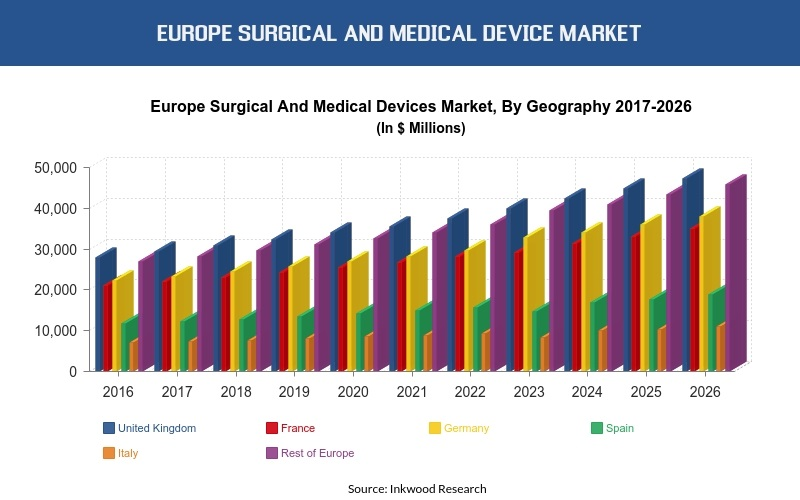 EUROPE SURGICAL AND MEDICAL DEVICE MARKET
Europe Surgical And Medical Devices Market, By Geography 2017-2026
(In $ Millions)
50,000
40,000
30,000
20,000
10,000
0
2016 2017 2018 2019 2020 2021 2022 2023 2024 2025 2026
United Kingdom France Germany Spain
Italy Rest of Europe
Source: Inkwood Research